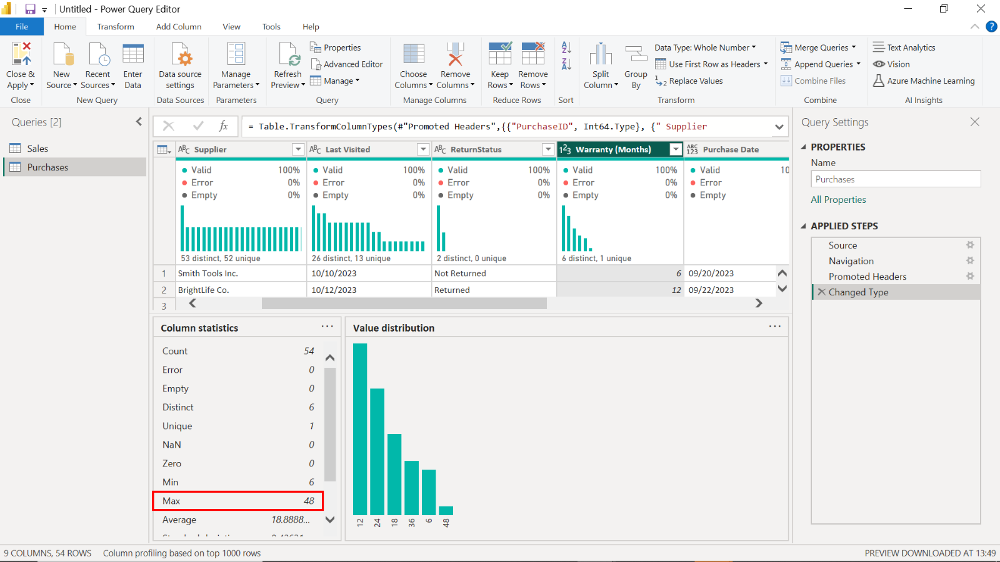 Untitled - Power Query Editor
File Home Transform Add Column View Tools Help
Close & Apply
New Source
Recent Sources
Enter Data
Data source settings
Manage Parameters
Refresh Preview
Properties
Advanced Editor
Manage
Choose Columns
Remove Columns
Keep Rows
Remove Rows
Split Column
Group By
Data Type: Whole Number
Use First Row as Headers
Replace Values
Merge Queries
Append Queries
Combine Files
Text Analytics
Vision
Azure Machine Learning
Close New Query Data Sources Parameters Query Manage Columns Reduce Rows Sort Transform Combine AI Insights
Queries [2]
Sales
Purchases
fx = Table.TransformColumnTypes(#"Promoted Headers",{{"PurchaseID", Int64.Type}, {" Supplier
ABC Supplier ABC Last Visited ABC ReturnStatus 123 Warranty (Months) ABC 123 Purchase Date
Valid 100% Valid 100% Valid 100% Valid 100% Valid 10
Error 0% Error 0% Error 0% Error 0% Error
Empty 0% Empty 0% Empty 0% Empty 0% Empty
53 distinct, 52 unique 26 distinct, 13 unique 2 distinct, 0 unique 6 distinct, 1 unique
1 Smith Tools Inc. 10/10/2023 Not Returned 6 09/20/2023
2 BrightLife Co. 10/12/2023 Returned 12 09/22/2023
3
Column statistics
Count 54
Error 0
Empty 0
Distinct 6
Unique 1
NaN 0
Zero 0
Min 6
Max 48
Average 18.8888...
Value distribution
12 24 18 36 6 48
Query Settings
PROPERTIES
Name
Purchases
All Properties
APPLIED STEPS
Source
Navigation
Promoted Headers
Changed Type
9 COLUMNS, 54 ROWS Column profiling based on top 1000 rows
PREVIEW DOWNLOADED AT 13:49